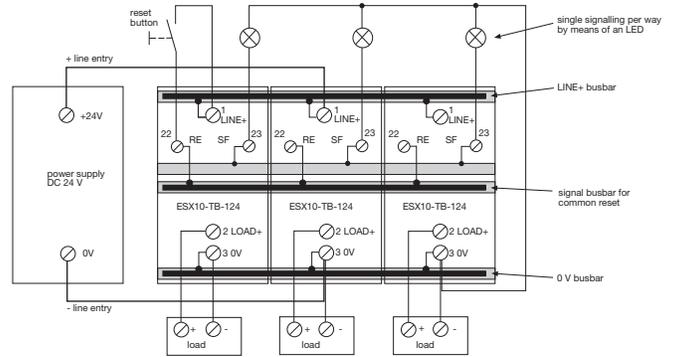 reset
button
single signalling per way
by means of an LED
+ line entry
LINE+ busbar
+24V
1
LINE+
1
LINE+
1
LINE+
22 RE SF 23
22 RE SF 23
22 RE SF 23
power supply
DC 24 V
signal busbar for
common reset
ESX10-TB-124
ESX10-TB-124
ESX10-TB-124
2 LOAD+
2 LOAD+
2 LOAD+
0V
3 0V
3 0V
3 0V
0 V busbar
- line entry
+ -
load
+ -
load
+ -
load